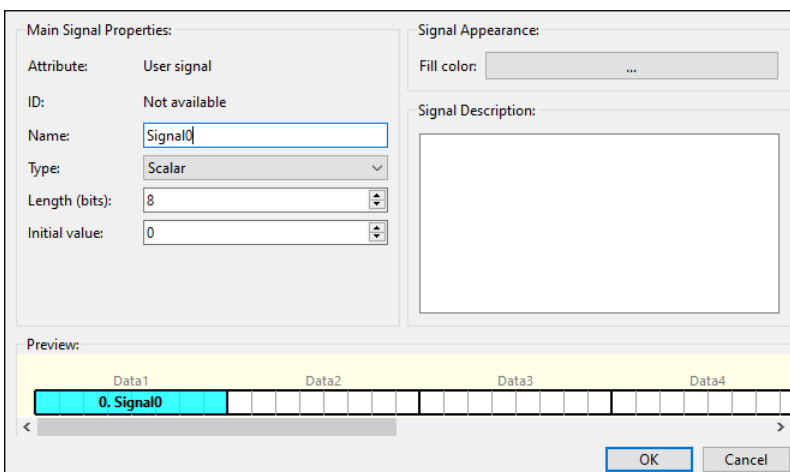 Main Signal Properties:
Attribute: User signal
ID: Not available
Name: Signal0
Type: Scalar
Length (bits): 8
Initial value: 0
Signal Appearance:
Fill color: ...
Signal Description:
Preview:
Data1 Data2 Data3 Data4
0. Signal0
OK Cancel